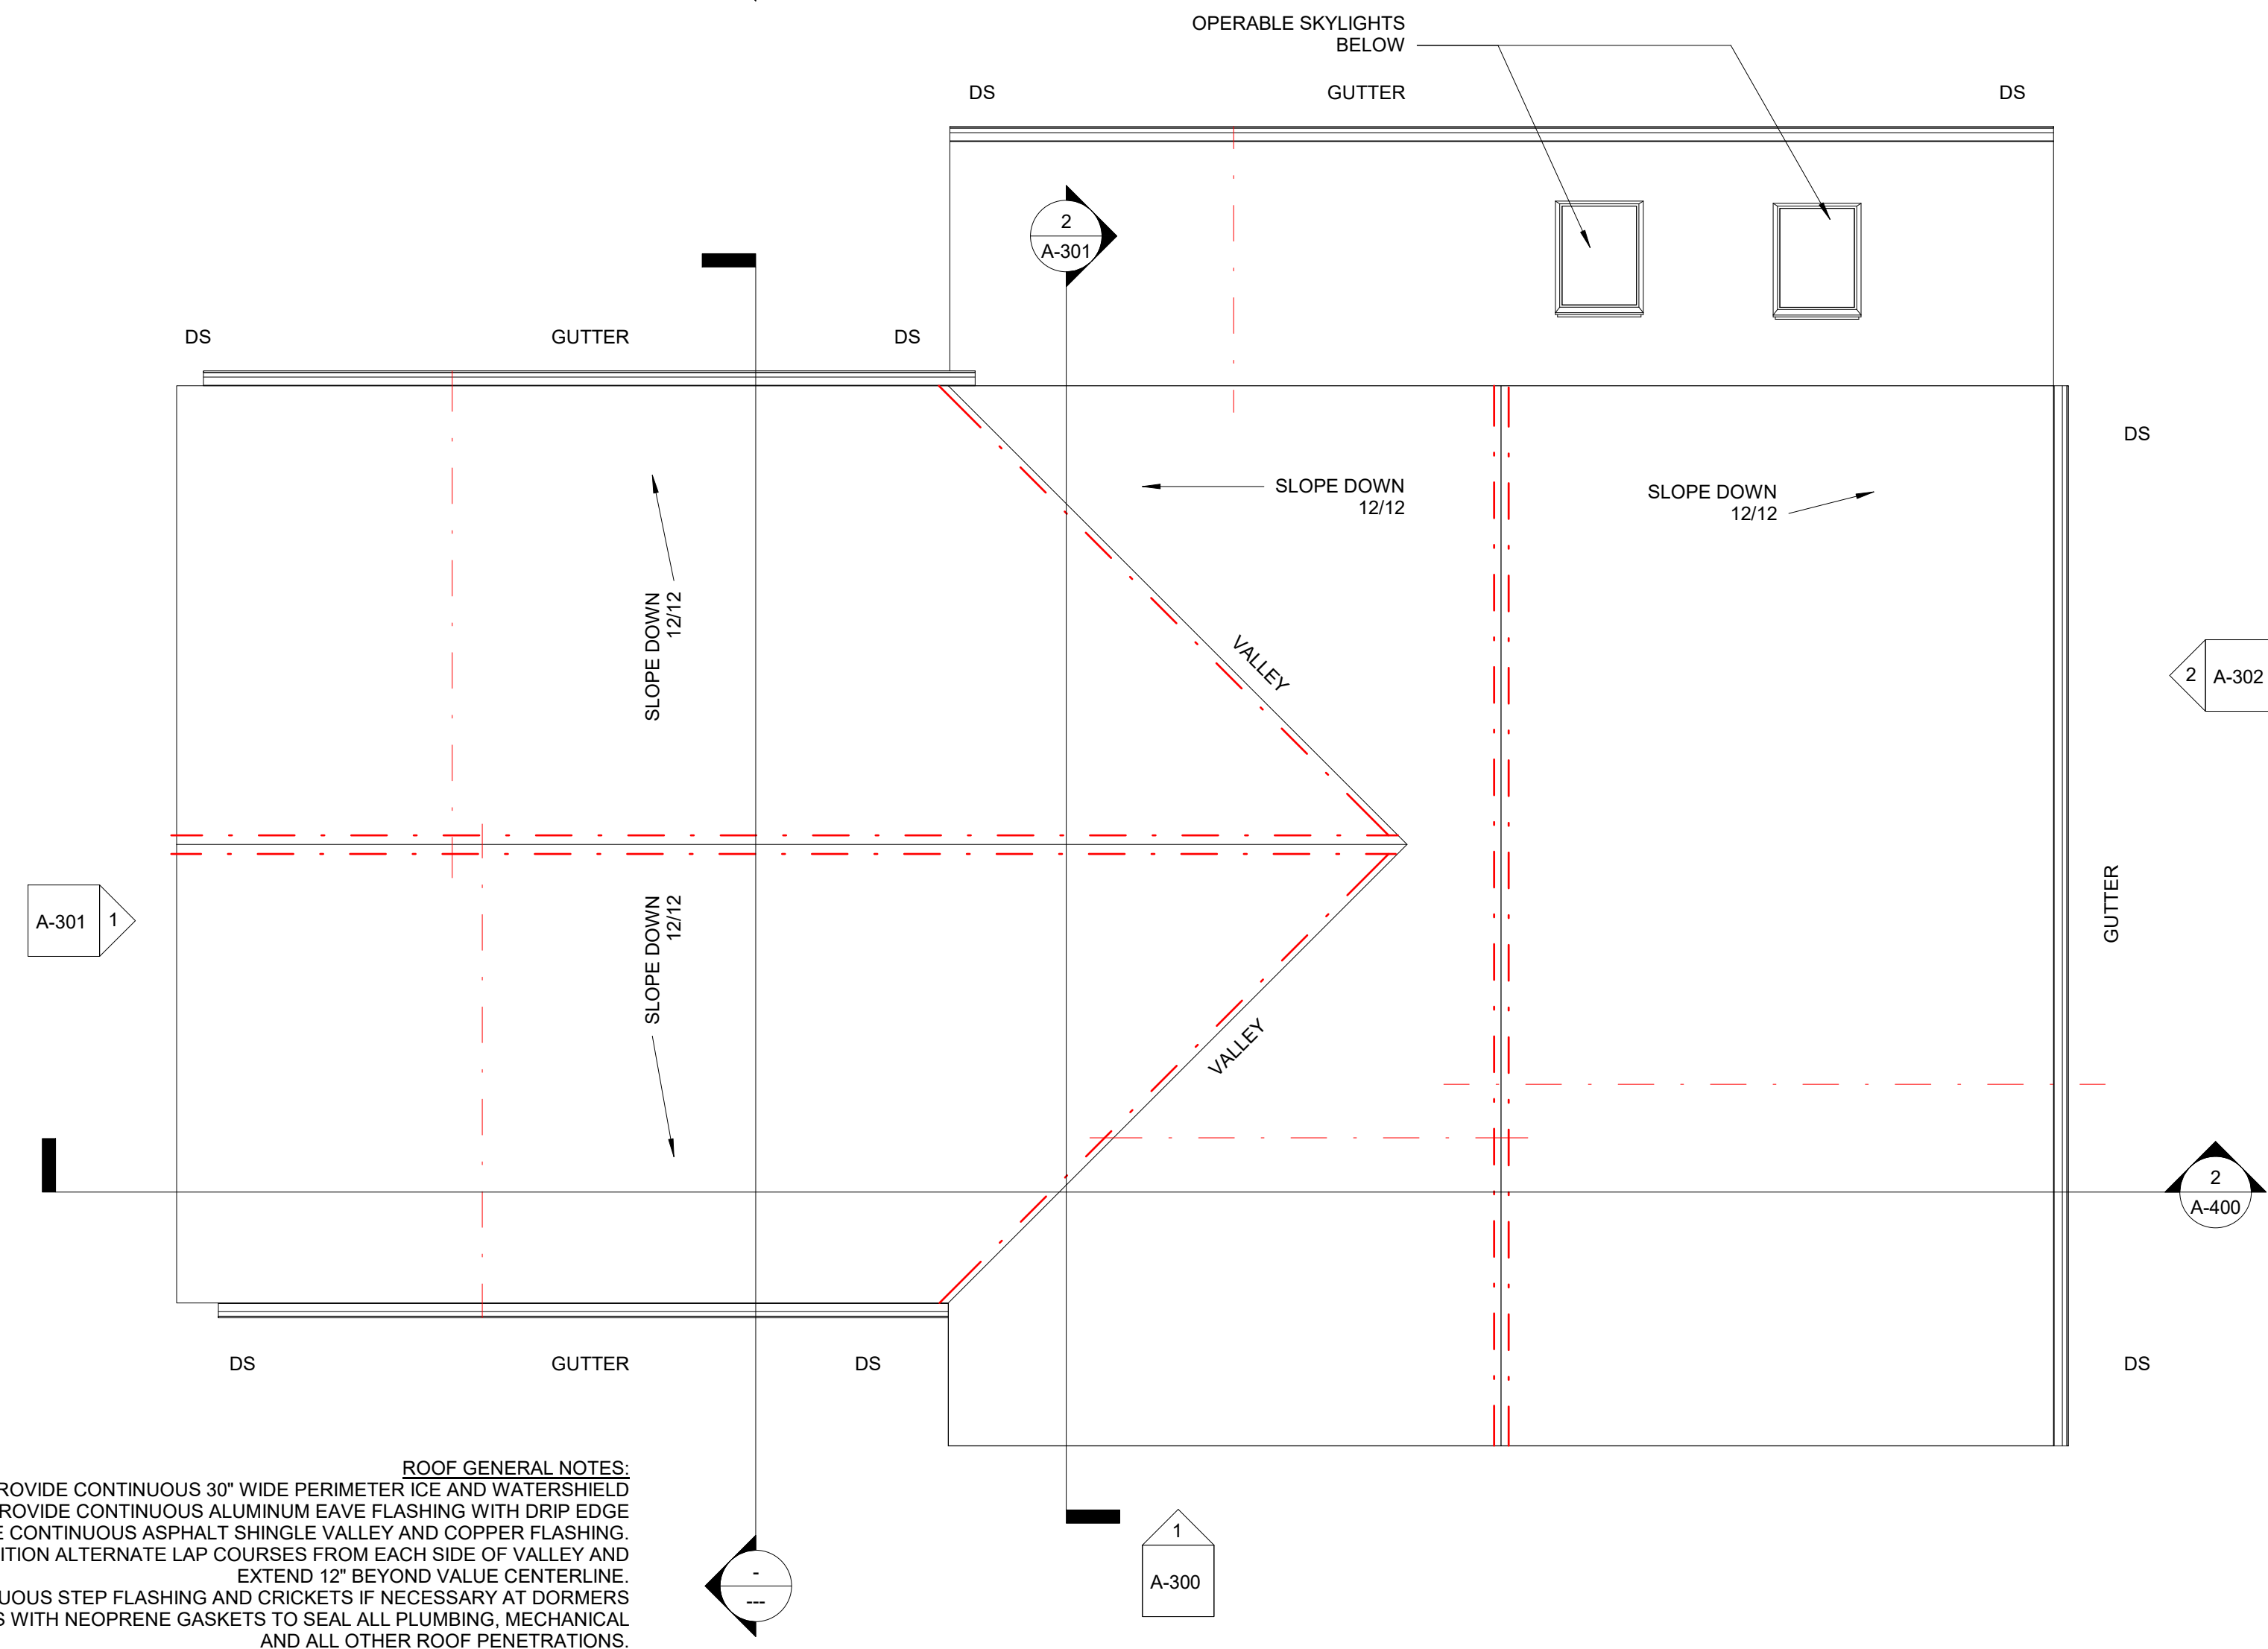 OPERABLE SKYLIGHTS
BELOW
DS
GUTTER
DS
2
A-301
DS
GUTTER
DS
DS
SLOPE DOWN
12/12
SLOPE DOWN
12/12
SLOPE DOWN
12/12
VALLEY
2
A-302
A-301
1
SLOPE DOWN
12/12
GUTTER
VALLEY
2
A-400
DS
GUTTER
DS
DS
ROOF GENERAL NOTES:
CONTINUOUS 30" WIDE PERIMETER ICE AND WATERSHIELD
CONTINUOUS ALUMINUM EAVE FLASHING WITH DRIP EDGE
CONTINUOUS ASPHALT SHINGLE VALLEY AND COPPER FLASHING.
ALTERNATE LAP COURSES FROM EACH SIDE OF VALLEY AND
EXTEND 12" BEYOND VALUE CENTERLINE.
STEP FLASHING AND CRICKETS IF NECESSARY AT DORMERS
WITH NEOPRENE GASKETS TO SEAL ALL PLUMBING, MECHANICAL
AND ALL OTHER ROOF PENETRATIONS.
-
---
1
A-300